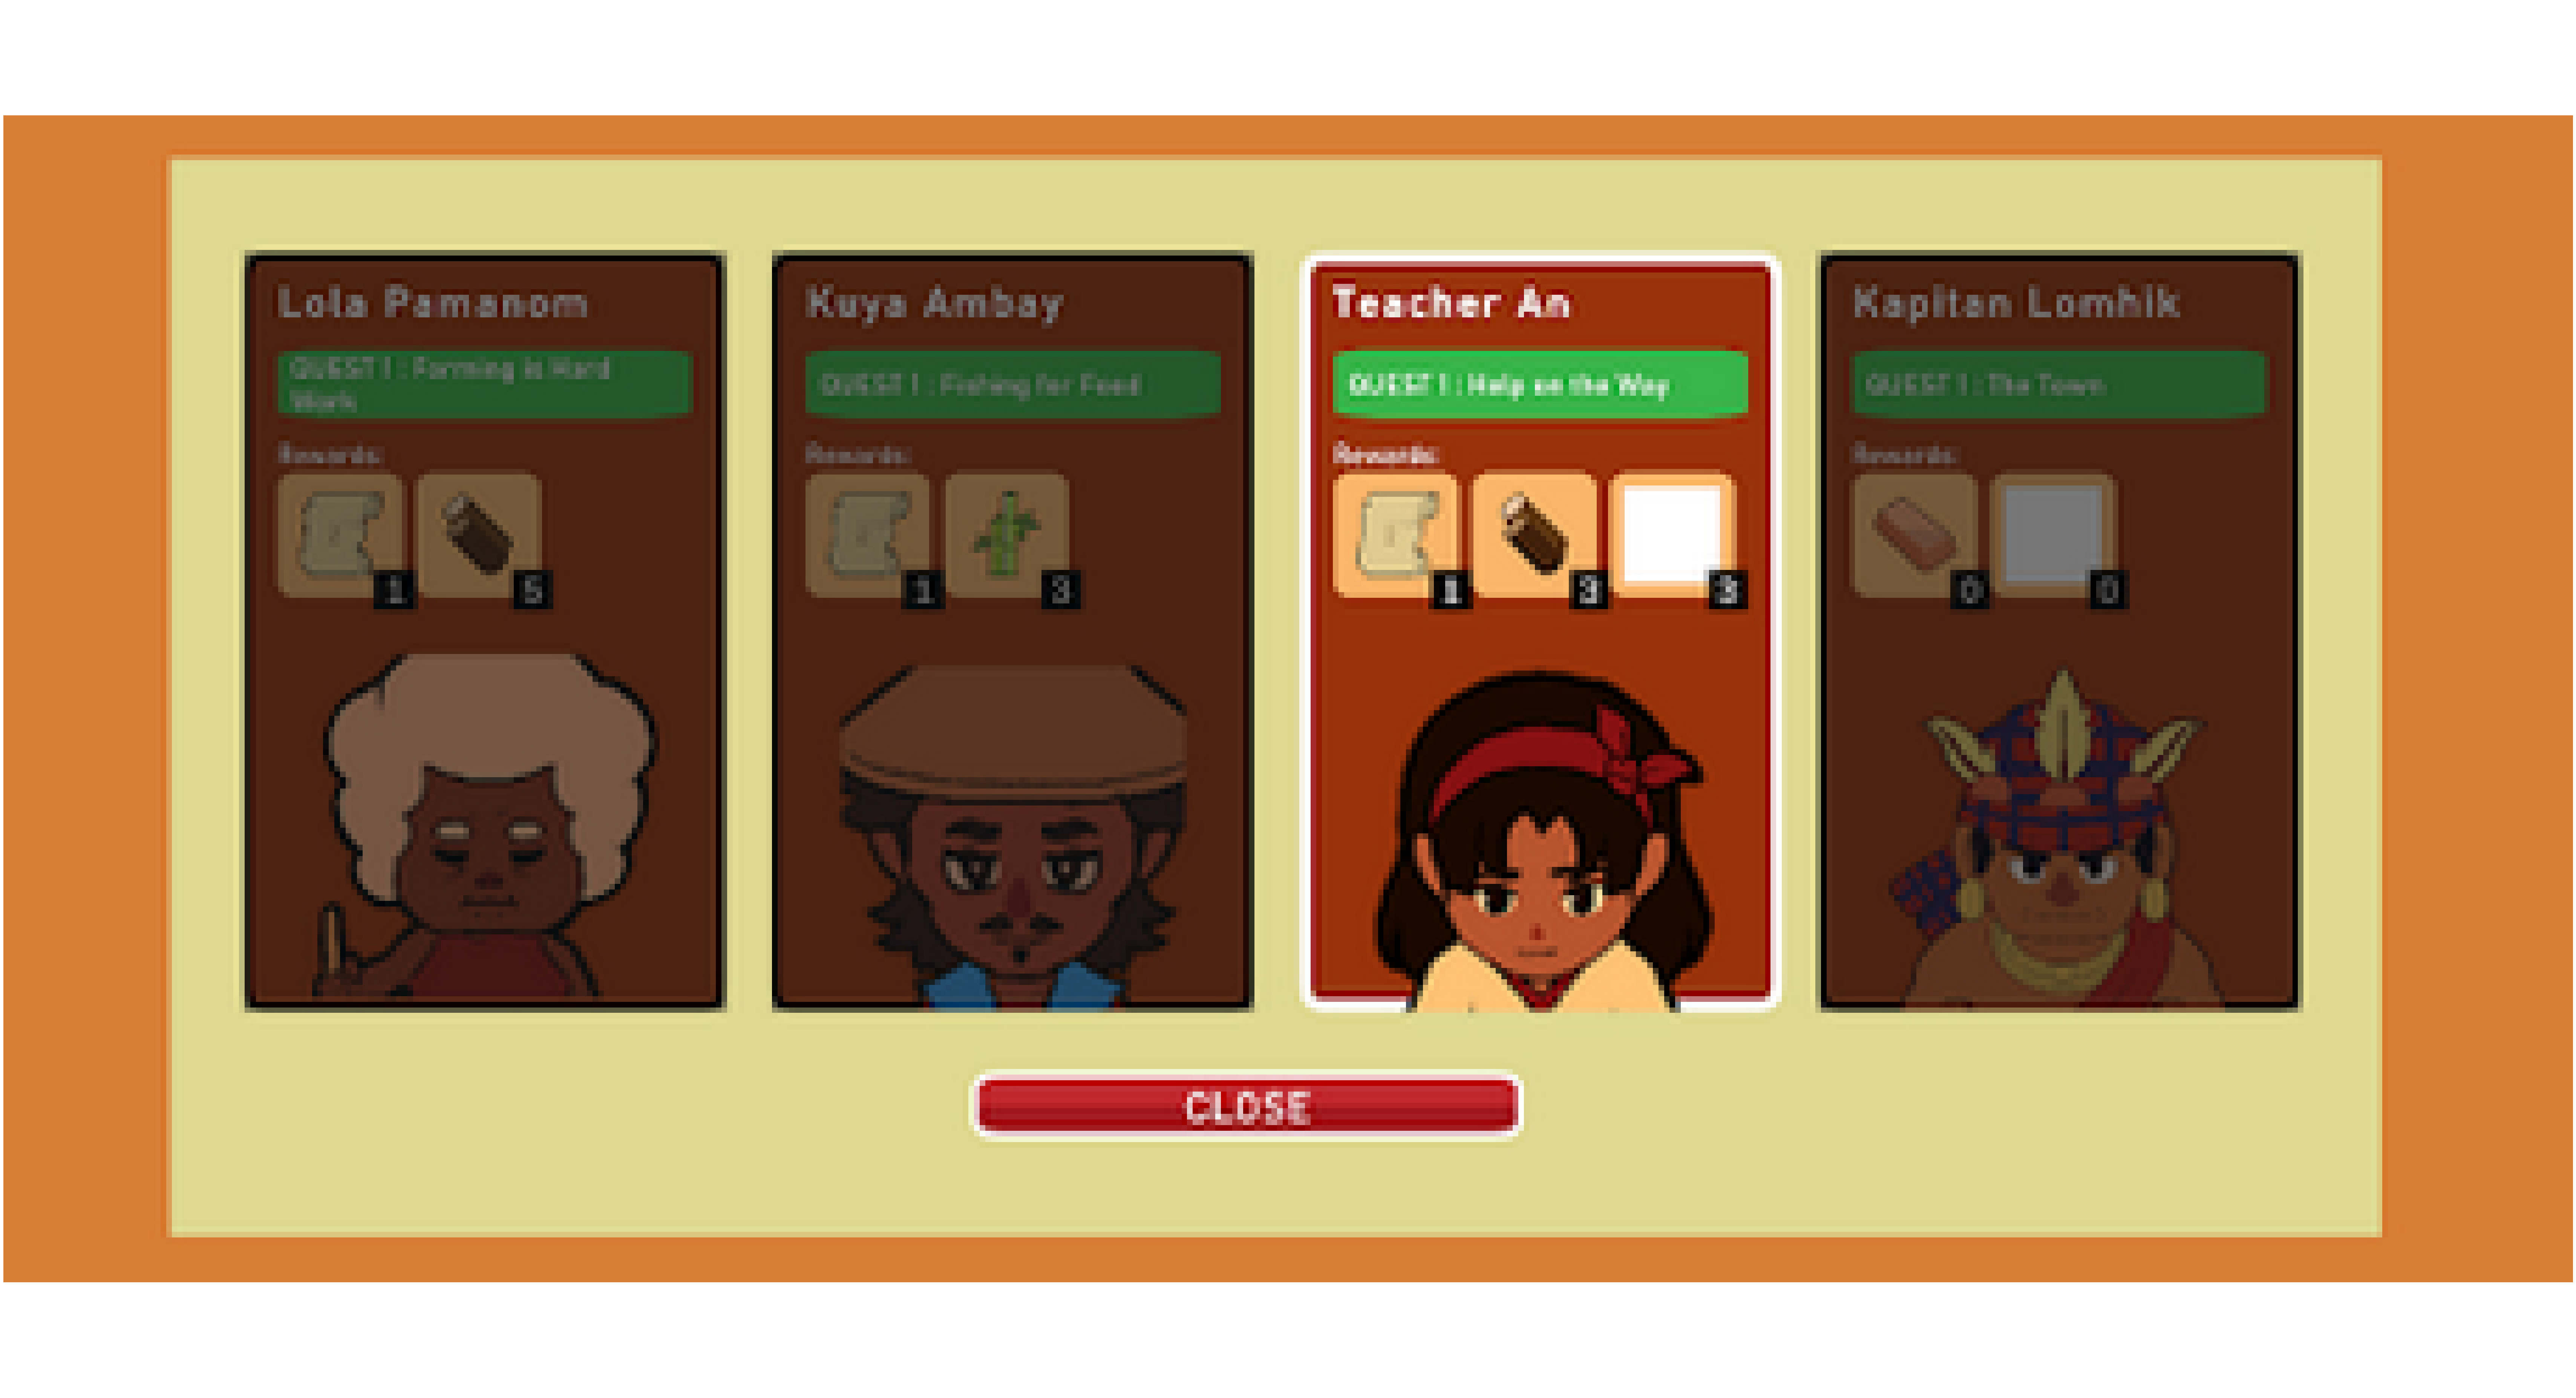 Lola Pamanom
QUEST 1 : Farming is Hard
Work
Rewards:
1
5
Kuya Ambay
QUEST 1 : Fishing for Food
Rewards:
1
3
Teacher An
QUEST 1 : Help on the Way
Rewards:
1
3
3
Kapitan Lomhik
QUEST 1 : The Town
Rewards:
0
0
CLOSE